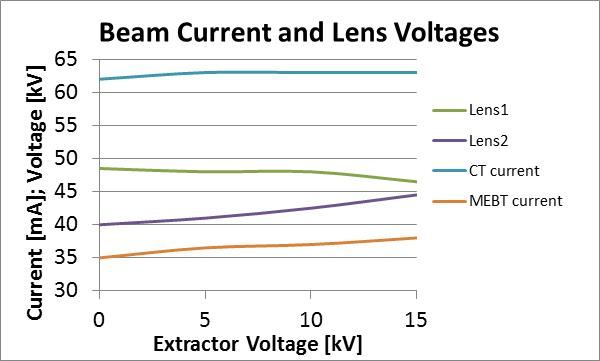 Beam Current and Lens Voltages
Current [mA]; Voltage [kV]
65
60
55
50
45
40
35
30
0 5 10 15
Extractor Voltage [kV]
Lens1
Lens2
CT current
MEBT current